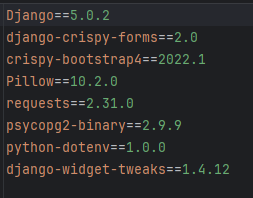 Django==5.0.2
django-crispy-forms==2.0
crispy-bootstrap4==2022.1
Pillow==10.2.0
requests==2.31.0
psycopg2-binary==2.9.9
python-dotenv==1.0.0
django-widget-tweaks==1.4.12